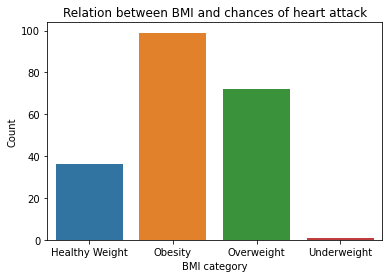 Relation between BMI and chances of heart attack
Count
100
80
60
40
20
0
Healthy Weight
Obesity
Overweight
Underweight
BMI category